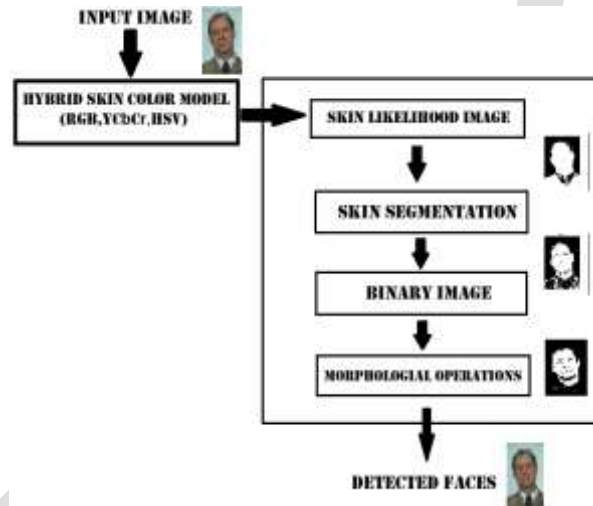 INPUT IMAGE
HYBRID SKIN COLOR MODEL
(RGB,YCbCr,HSV)
SKIN LIKELIHOOD IMAGE
SKIN SEGMENTATION
BINARY IMAGE
MORPHOLOGIAL OPERATIONS
DETECTED FACES